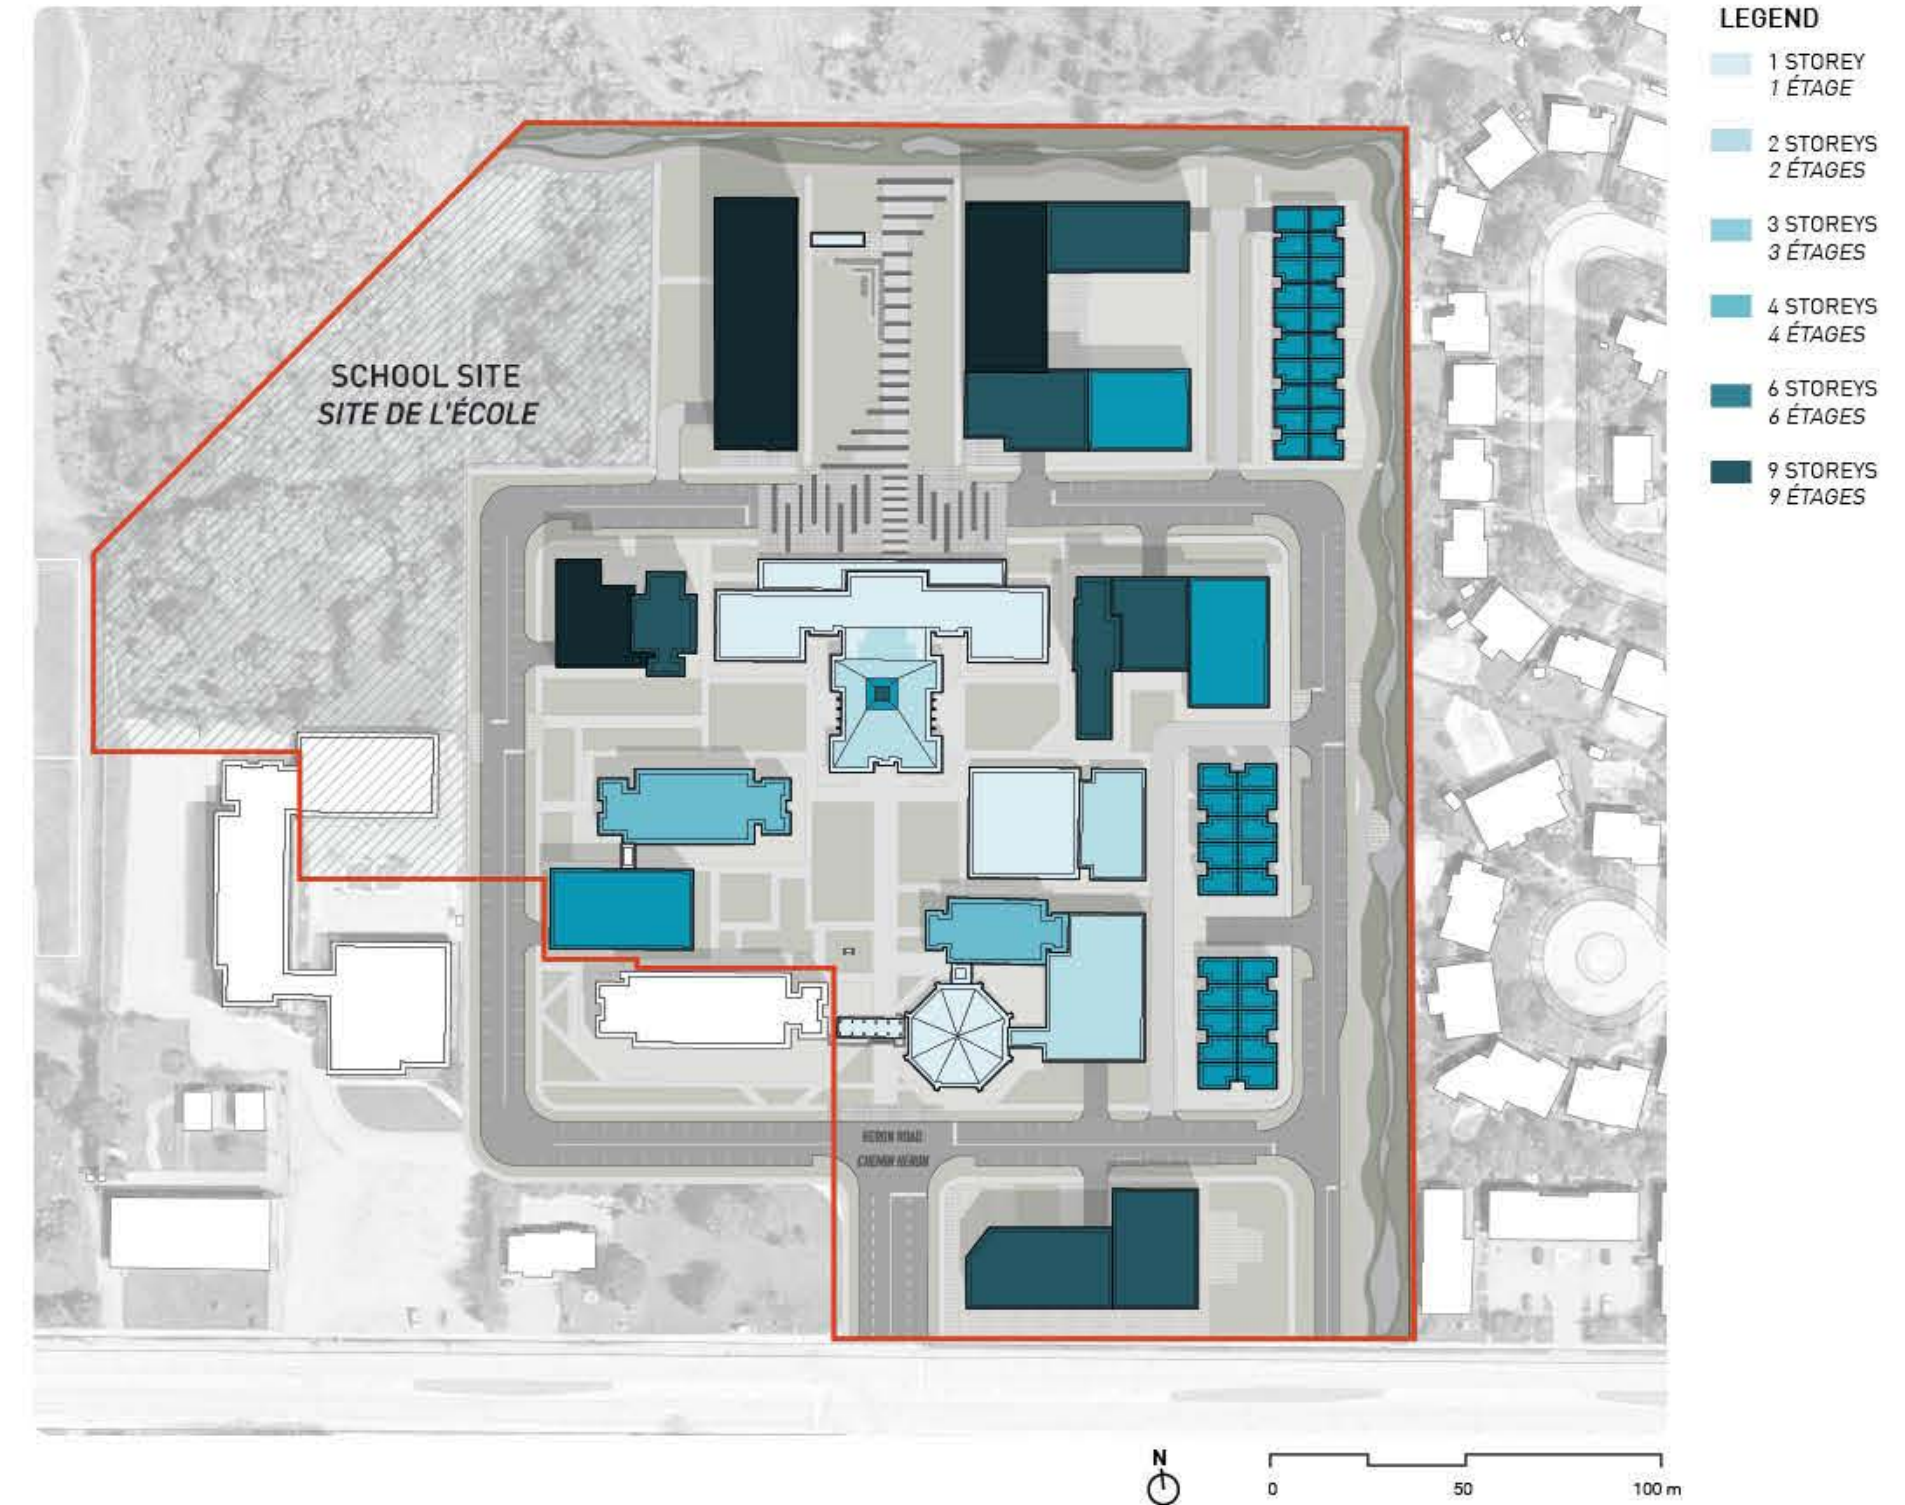 LEGEND
1 STOREY
1 ÉTAGE
2 STOREYS
2 ÉTAGES
3 STOREYS
3 ÉTAGES
4 STOREYS
4 ÉTAGES
6 STOREYS
6 ÉTAGES
9 STOREYS
9 ÉTAGES
SCHOOL SITE
SITE DE L'ÉCOLE
HERON ROAD
CHEMIN HERON
N
0 50 100 m